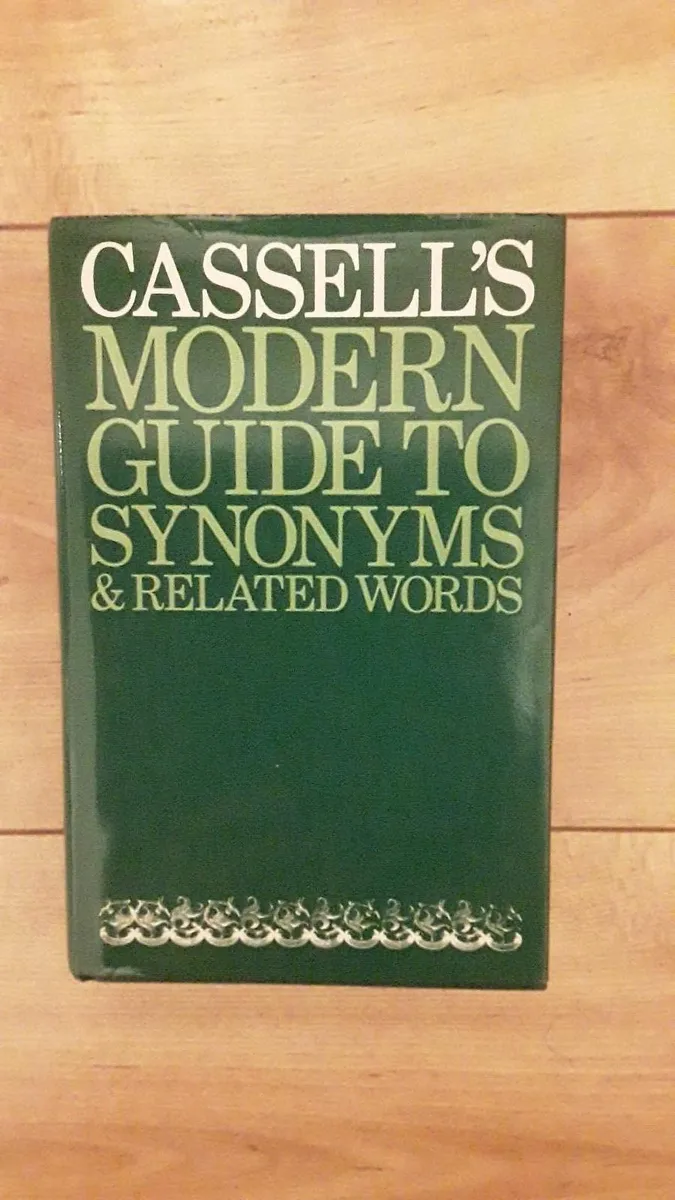 CASSELL'S
MODERN
GUIDE TO
SYNONYMS
& RELATED WORDS